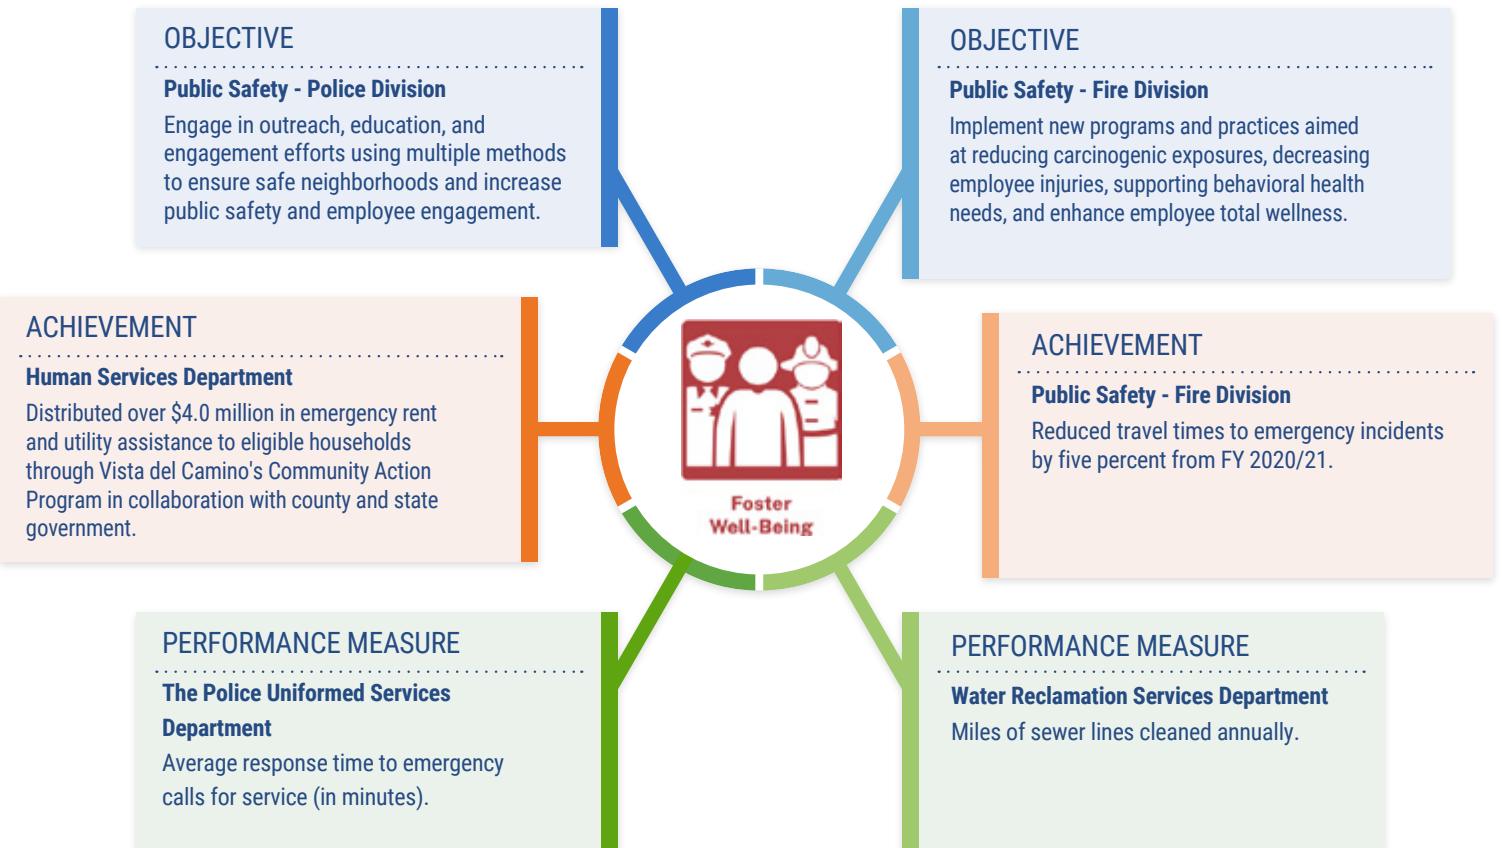 OBJECTIVE
Public Safety - Police Division
Engage in outreach, education, and
engagement efforts using multiple methods
to ensure safe neighborhoods and increase
public safety and employee engagement.
OBJECTIVE
Public Safety - Fire Division
Implement new programs and practices aimed
at reducing carcinogenic exposures, decreasing
employee injuries, supporting behavioral health
needs, and enhance employee total wellness.
ACHIEVEMENT
Human Services Department
Distributed over $4.0 million in emergency rent
and utility assistance to eligible households
through Vista del Camino's Community Action
Program in collaboration with county and state
government.
Foster
Well-Being
ACHIEVEMENT
Public Safety - Fire Division
Reduced travel times to emergency incidents
by five percent from FY 2020/21.
PERFORMANCE MEASURE
The Police Uniformed Services
Department
Average response time to emergency
calls for service (in minutes).
PERFORMANCE MEASURE
Water Reclamation Services Department
Miles of sewer lines cleaned annually.